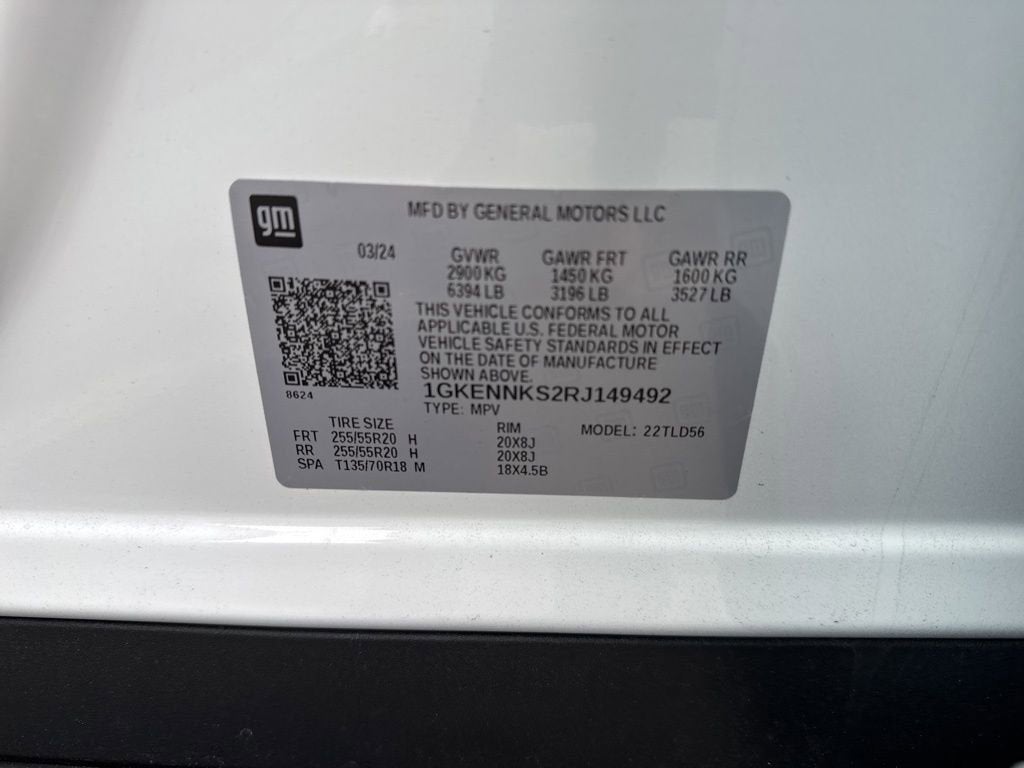 gm
MFD BY GENERAL MOTORS LLC
03/24 GVWR GAWR FRT GAWR RR
2900 KG 1450 KG 1600 KG
6394 LB 3196 LB 3527 LB
THIS VEHICLE CONFORMS TO ALL
APPLICABLE U.S. FEDERAL MOTOR
VEHICLE SAFETY STANDARDS IN EFFECT
ON THE DATE OF MANUFACTURE
SHOWN ABOVE.
8624
1GKENNKS2RJ149492
TYPE: MPV
TIRE SIZE RIM MODEL: 22TLD56
FRT 255/55R20 H 20X8J
RR 255/55R20 H 20X8J
SPA T135/70R18 M 18X4.5B